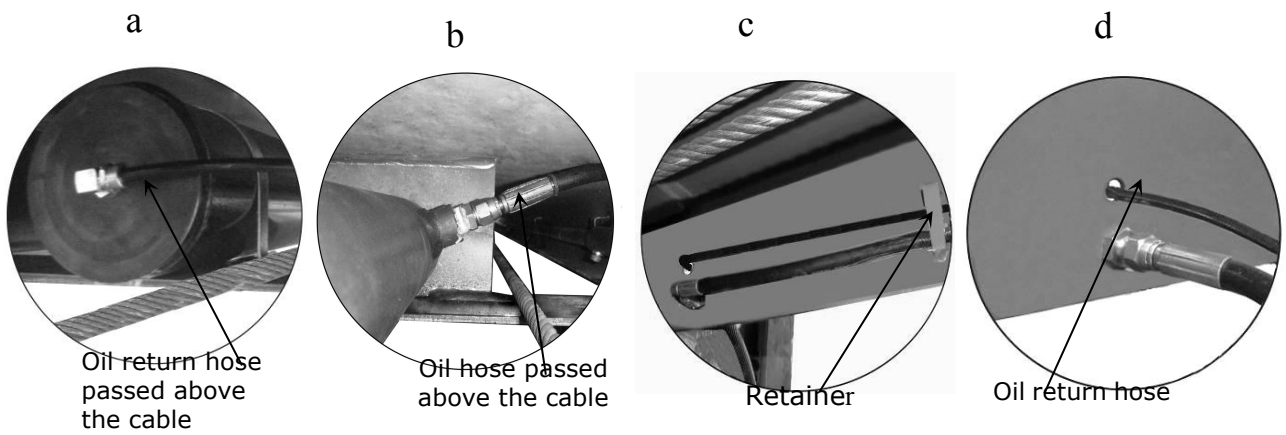 a
b
c
d
Oil return hose
passed above
the cable
Oil hose passed
above the cable
Retainer
Oil return hose